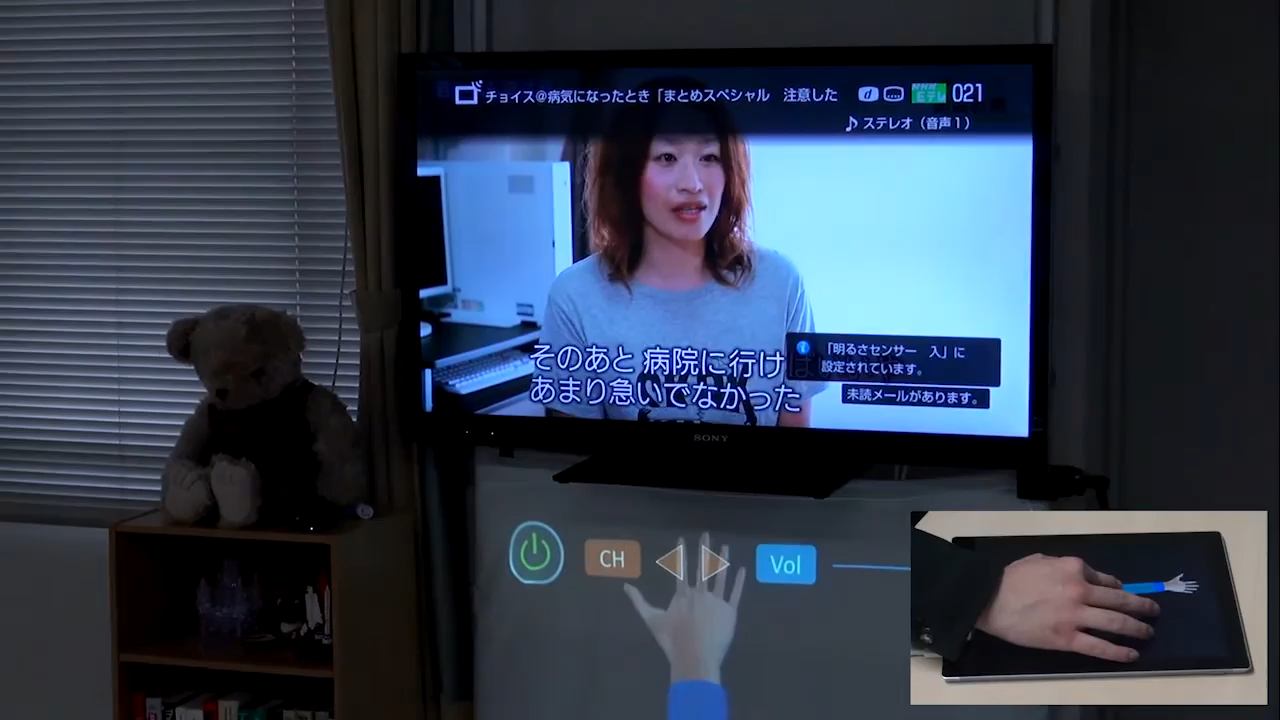 チョイス@病気になったとき「まとめスペシャル 注意した
NHK Eテレ 021
ステレオ（音声1）
「明るさセンサー 入」に
設定されています。
そのあと 病院に行けば
あまり急いでなかった
未読メールがあります。
SONY
CH
Vol